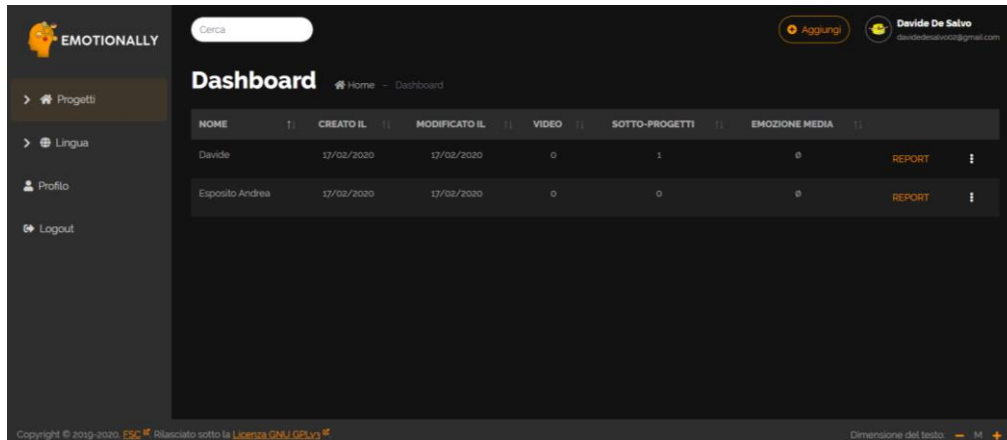 EMOTIONALLY
Cerca
Aggiungi
Davide De Salvo
davidedesalvo02@gmail.com
Dashboard Home - Dashboard
Progetti
Lingua
Profilo
Logout
NOME CREATO IL MODIFICATO IL VIDEO SOTTO-PROGETTI EMOZIONE MEDIA
Davide 17/02/2020 17/02/2020 0 1 Ø REPORT
Esposito Andrea 17/02/2020 17/02/2020 0 0 Ø REPORT
Copyright © 2019-2020, FSC Rilasciato sotto la Licenza GNU GPLv3 Dimensione del testo: − M +